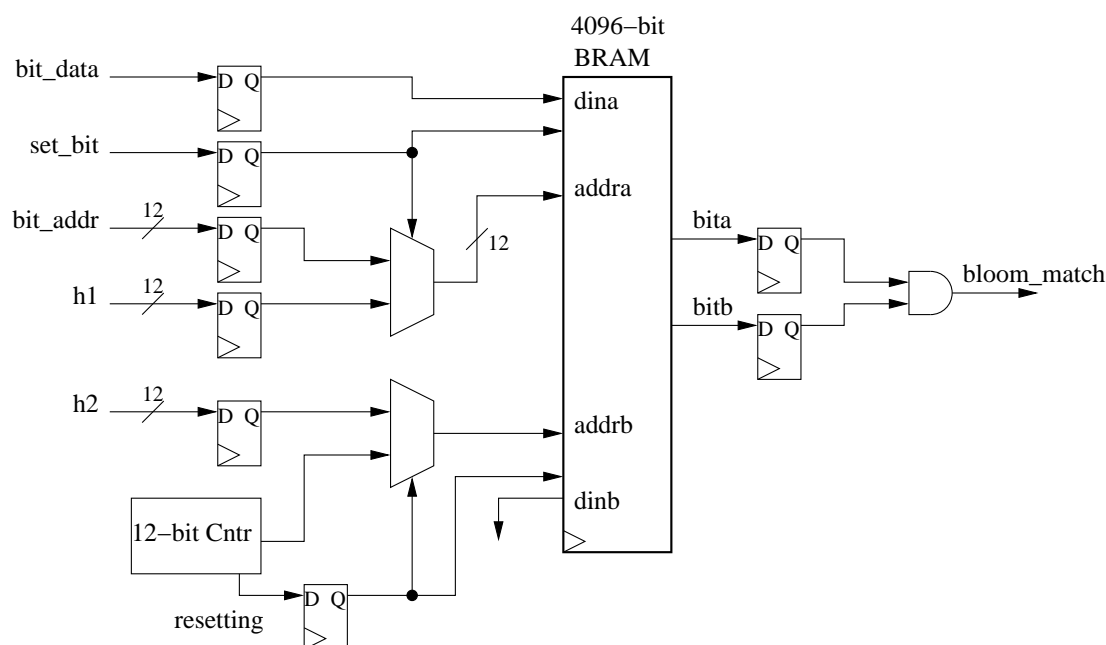 4096−bit
BRAM
bit_data
D Q
dina
set_bit
D Q
addra
bit_addr
12
D Q
12
bita
D Q
bloom_match
h1
12
D Q
bitb
D Q
h2
12
D Q
addrb
dinb
12−bit Cntr
D Q
resetting